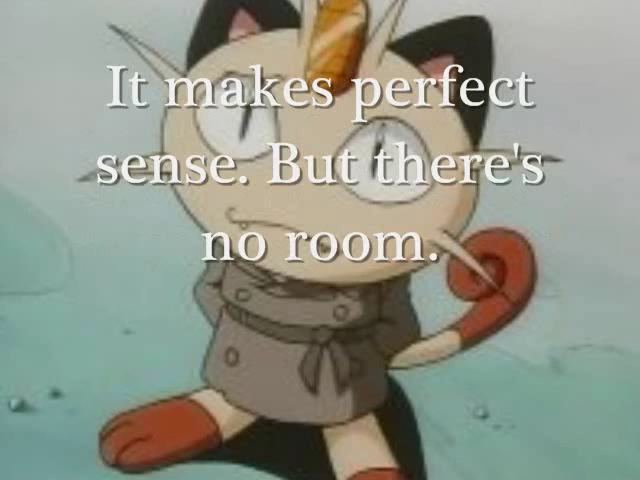 It makes perfect
sense. But there's
no room.